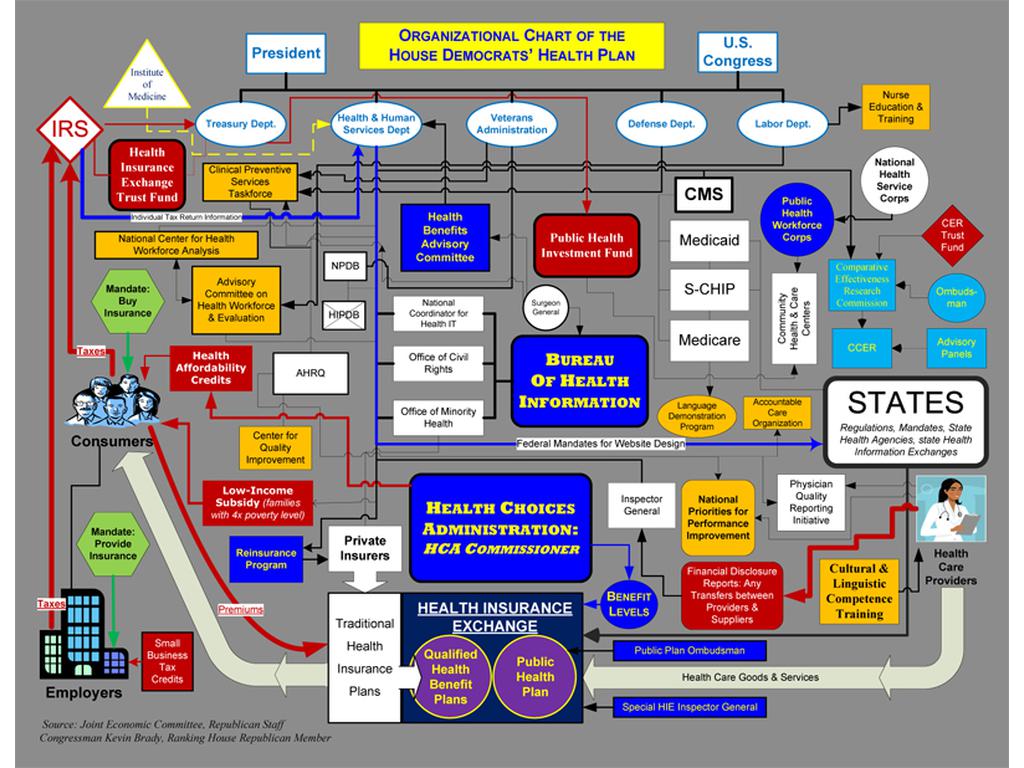 ORGANIZATIONAL CHART OF THE
HOUSE DEMOCRATS' HEALTH PLAN
President
U.S.
Congress
Institute
of
Medicine
IRS
Treasury Dept.
Health & Human
Services Dept
Veterans
Administration
Defense Dept.
Labor Dept.
Nurse
Education &
Training
Health
Insurance
Exchange
Trust Fund
Clinical Preventive
Services
Taskforce
Individual Tax Return Information
National Center for Health
Workforce Analysis
Health
Benefits
Advisory
Committee
Public Health
Investment Fund
CMS
Medicaid
S-CHIP
Medicare
Public
Health
Workforce
Corps
National
Health
Service
Corps
CER
Trust
Fund
Comparative
Effectiveness
Research
Commission
Ombuds-
man
CCER
Advisory
Panels
Community
Health & Care
Centers
Mandate:
Buy
Insurance
Advisory
Committee on
Health Workforce
& Evaluation
NPDB
HIPDB
National
Coordinator for
Health IT
Office of Civil
Rights
Office of Minority
Health
Surgeon
General
BUREAU
OF HEALTH
INFORMATION
Taxes
Health
Affordability
Credits
AHRQ
Language
Demonstration
Program
Accountable
Care
Organization
STATES
Regulations, Mandates, State
Health Agencies, state Health
Information Exchanges
Consumers
Center for
Quality
Improvement
Federal Mandates for Website Design
Low-Income
Subsidy (families
with 4x poverty level)
HEALTH CHOICES
ADMINISTRATION:
HCA COMMISSIONER
Inspector
General
National
Priorities for
Performance
Improvement
Physician
Quality
Reporting
Initiative
Health
Care
Providers
Mandate:
Provide
Insurance
Reinsurance
Program
Private
Insurers
BENEFIT
LEVELS
Financial Disclosure
Reports: Any
Transfers between
Providers &
Suppliers
Cultural &
Linguistic
Competence
Training
Taxes
Premiums
Traditional
Health
Insurance
Plans
HEALTH INSURANCE
EXCHANGE
Qualified
Health
Benefit
Plans
Public
Health
Plan
Public Plan Ombudsman
Health Care Goods & Services
Special HIE Inspector General
Small
Business
Tax
Credits
Employers
Source: Joint Economic Committee, Republican Staff
Congressman Kevin Brady, Ranking House Republican Member